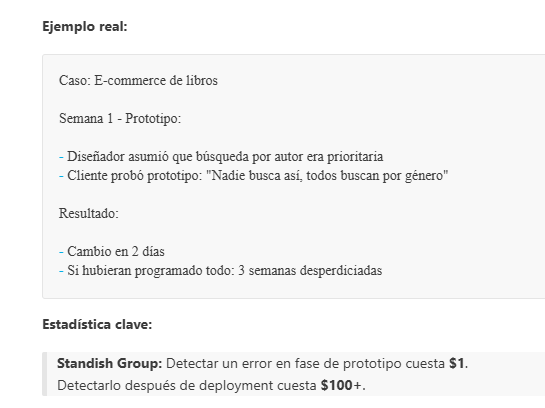 Ejemplo real:
Caso: E-commerce de libros
Semana 1 - Prototipo:
- Diseñador asumió que búsqueda por autor era prioritaria
- Cliente probó prototipo: "Nadie busca así, todos buscan por género"
Resultado:
- Cambio en 2 días
- Si hubieran programado todo: 3 semanas desperdiciadas
Estadística clave:
Standish Group: Detectar un error en fase de prototipo cuesta $1.
Detectarlo después de deployment cuesta $100+.